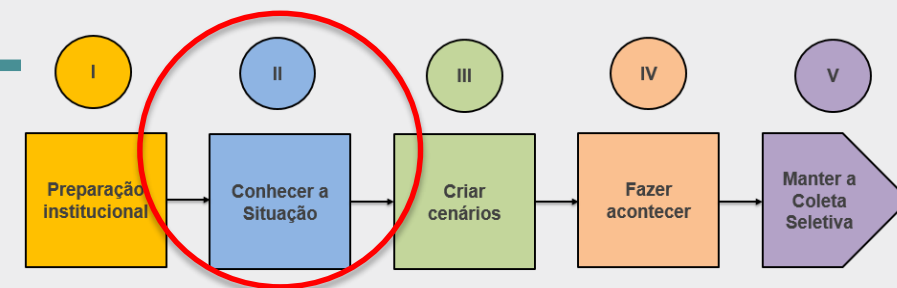 I
II
III
IV
V
Preparação
institucional
Conhecer a
Situação
Criar
cenários
Fazer
acontecer
Manter a
Coleta
Seletiva